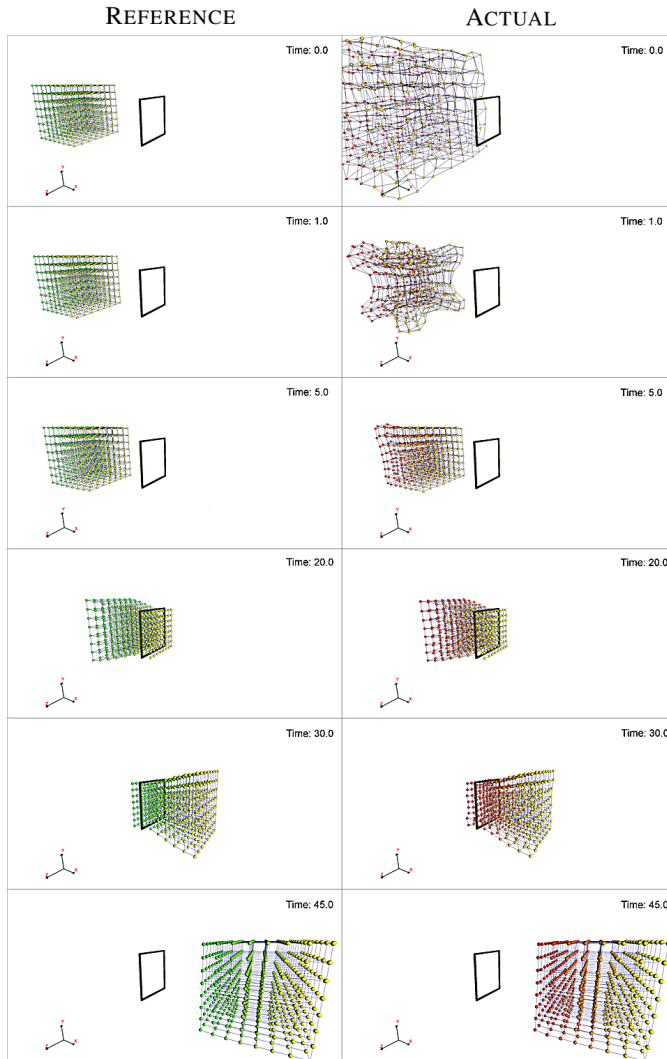 REFERENCE ACTUAL
Time: 0.0 Time: 0.0
Y Y
Z X Z X
Time: 1.0 Time: 1.0
Y Y
Z X Z X
Time: 5.0 Time: 5.0
Y Y
Z X Z X
Time: 20.0 Time: 20.0
Y Y
Z X Z X
Time: 30.0 Time: 30.0
Y Y
Z X Z X
Time: 45.0 Time: 45.0
Y Y
Z X Z X